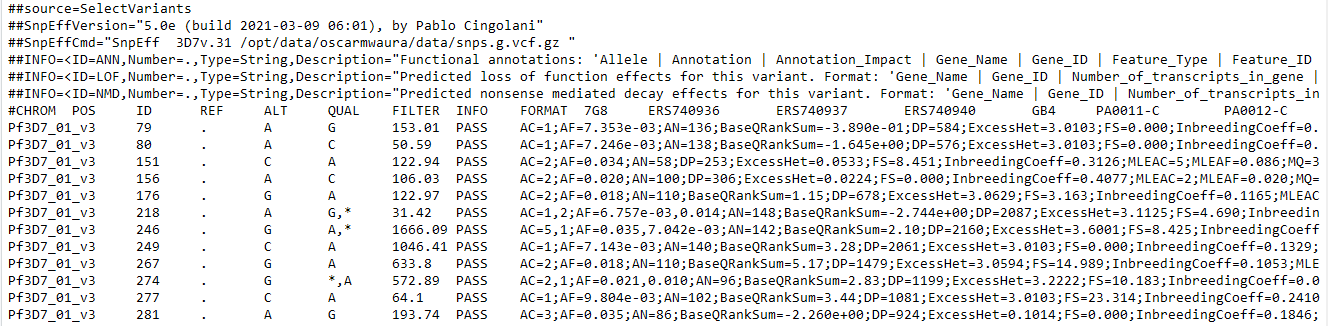 ##source=SelectVariants
##SnpEffVersion="5.0e (build 2021-03-09 06:01), by Pablo Cingolani"
##SnpEffCmd="SnpEff  3D7v.31 /opt/data/oscarmwaura/data/snps.g.vcf.gz "
##INFO=<ID=ANN,Number=.,Type=String,Description="Functional annotations: 'Allele | Annotation | Annotation_Impact | Gene_Name | Gene_ID | Feature_Type | Feature_ID
##INFO=<ID=LOF,Number=.,Type=String,Description="Predicted loss of function effects for this variant. Format: 'Gene_Name | Gene_ID | Number_of_transcripts_in_gene |
##INFO=<ID=NMD,Number=.,Type=String,Description="Predicted nonsense mediated decay effects for this variant. Format: 'Gene_Name | Gene_ID | Number_of_transcripts_in
#CHROM POS ID REF ALT QUAL FILTER INFO FORMAT 7G8 ERS740936 ERS740937 ERS740940 GB4 PA0011-C PA0012-C
Pf3D7_01_v3 79 . A G 153.01 PASS AC=1;AF=7.353e-03;AN=136;BaseQRankSum=-3.890e-01;DP=584;ExcessHet=3.0103;FS=0.000;InbreedingCoeff=0.
Pf3D7_01_v3 80 . A C 50.59 PASS AC=1;AF=7.246e-03;AN=138;BaseQRankSum=-1.645e+00;DP=576;ExcessHet=3.0103;FS=0.000;InbreedingCoeff=0.
Pf3D7_01_v3 151 . C A 122.94 PASS AC=2;AF=0.034;AN=58;DP=253;ExcessHet=0.0533;FS=8.451;InbreedingCoeff=0.3126;MLEAC=5;MLEAF=0.086;MQ=3
Pf3D7_01_v3 156 . A C 106.03 PASS AC=2;AF=0.020;AN=100;DP=306;ExcessHet=0.0224;FS=0.000;InbreedingCoeff=0.4077;MLEAC=2;MLEAF=0.020;MQ=
Pf3D7_01_v3 176 . G A 122.97 PASS AC=2;AF=0.018;AN=110;BaseQRankSum=1.15;DP=678;ExcessHet=3.0629;FS=3.163;InbreedingCoeff=0.1165;MLEAC
Pf3D7_01_v3 218 . A G,* 31.42 PASS AC=1,2;AF=6.757e-03,0.014;AN=148;BaseQRankSum=-2.744e+00;DP=2087;ExcessHet=3.1125;FS=4.690;Inbreedin
Pf3D7_01_v3 246 . G A,* 1666.09 PASS AC=5,1;AF=0.035,7.042e-03;AN=142;BaseQRankSum=2.10;DP=2160;ExcessHet=3.6001;FS=8.425;InbreedingCoef
Pf3D7_01_v3 249 . C A 1046.41 PASS AC=1;AF=7.143e-03;AN=140;BaseQRankSum=3.28;DP=2061;ExcessHet=3.0103;FS=0.000;InbreedingCoeff=0.1329;
Pf3D7_01_v3 267 . G A 633.8 PASS AC=2;AF=0.018;AN=110;BaseQRankSum=5.17;DP=1479;ExcessHet=3.0594;FS=14.989;InbreedingCoeff=0.1053;MLE
Pf3D7_01_v3 274 . G *,A 572.89 PASS AC=2,1;AF=0.021,0.010;AN=96;BaseQRankSum=2.83;DP=1199;ExcessHet=3.2222;FS=10.183;InbreedingCoeff=0.0
Pf3D7_01_v3 277 . C A 64.1 PASS AC=1;AF=9.804e-03;AN=102;BaseQRankSum=3.44;DP=1081;ExcessHet=3.0103;FS=23.314;InbreedingCoeff=0.2410
Pf3D7_01_v3 281 . A G 193.74 PASS AC=3;AF=0.035;AN=86;BaseQRankSum=-2.260e+00;DP=924;ExcessHet=0.1014;FS=0.000;InbreedingCoeff=0.1846;